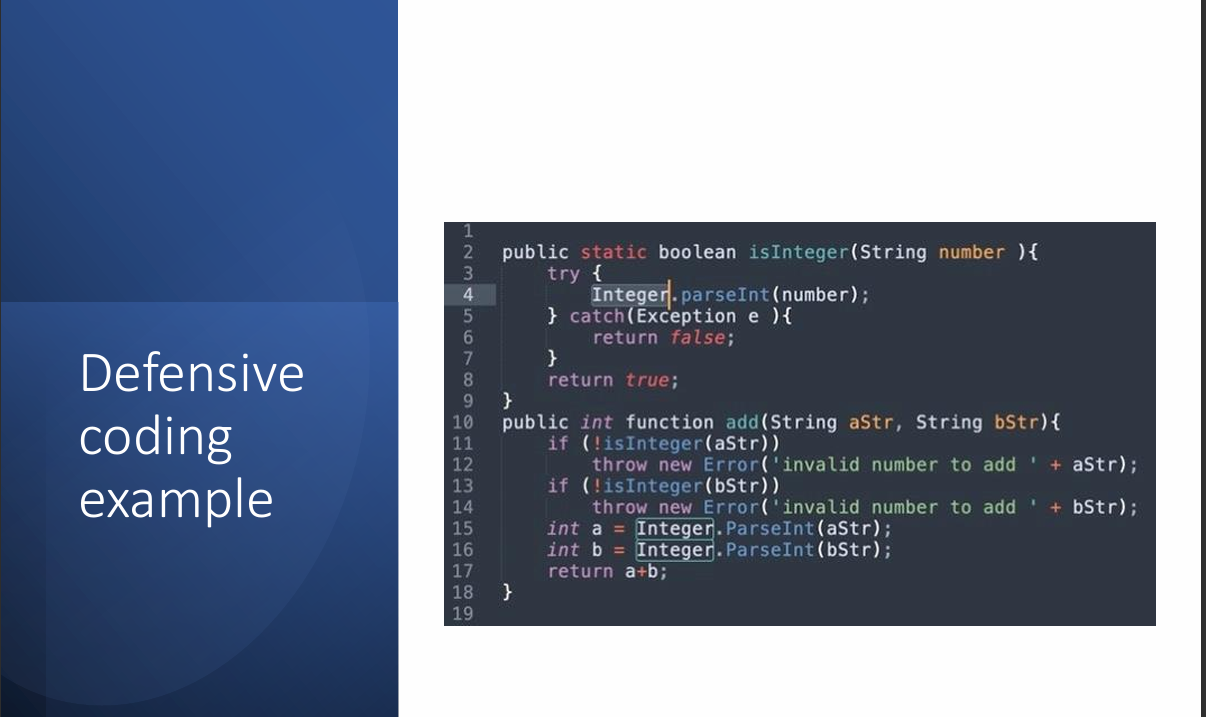 Defensive
coding
example
1
2 public static boolean isInteger(String number ){
3     try {
4         Integer.parseInt(number);
5     } catch(Exception e ){
6         return false;
7     }
8     return true;
9 }
10 public int function add(String aStr, String bStr){
11     if (!isInteger(aStr))
12         throw new Error('invalid number to add ' + aStr);
13     if (!isInteger(bStr))
14         throw new Error('invalid number to add ' + bStr);
15     int a = Integer.ParseInt(aStr);
16     int b = Integer.ParseInt(bStr);
17     return a+b;
18 }
19